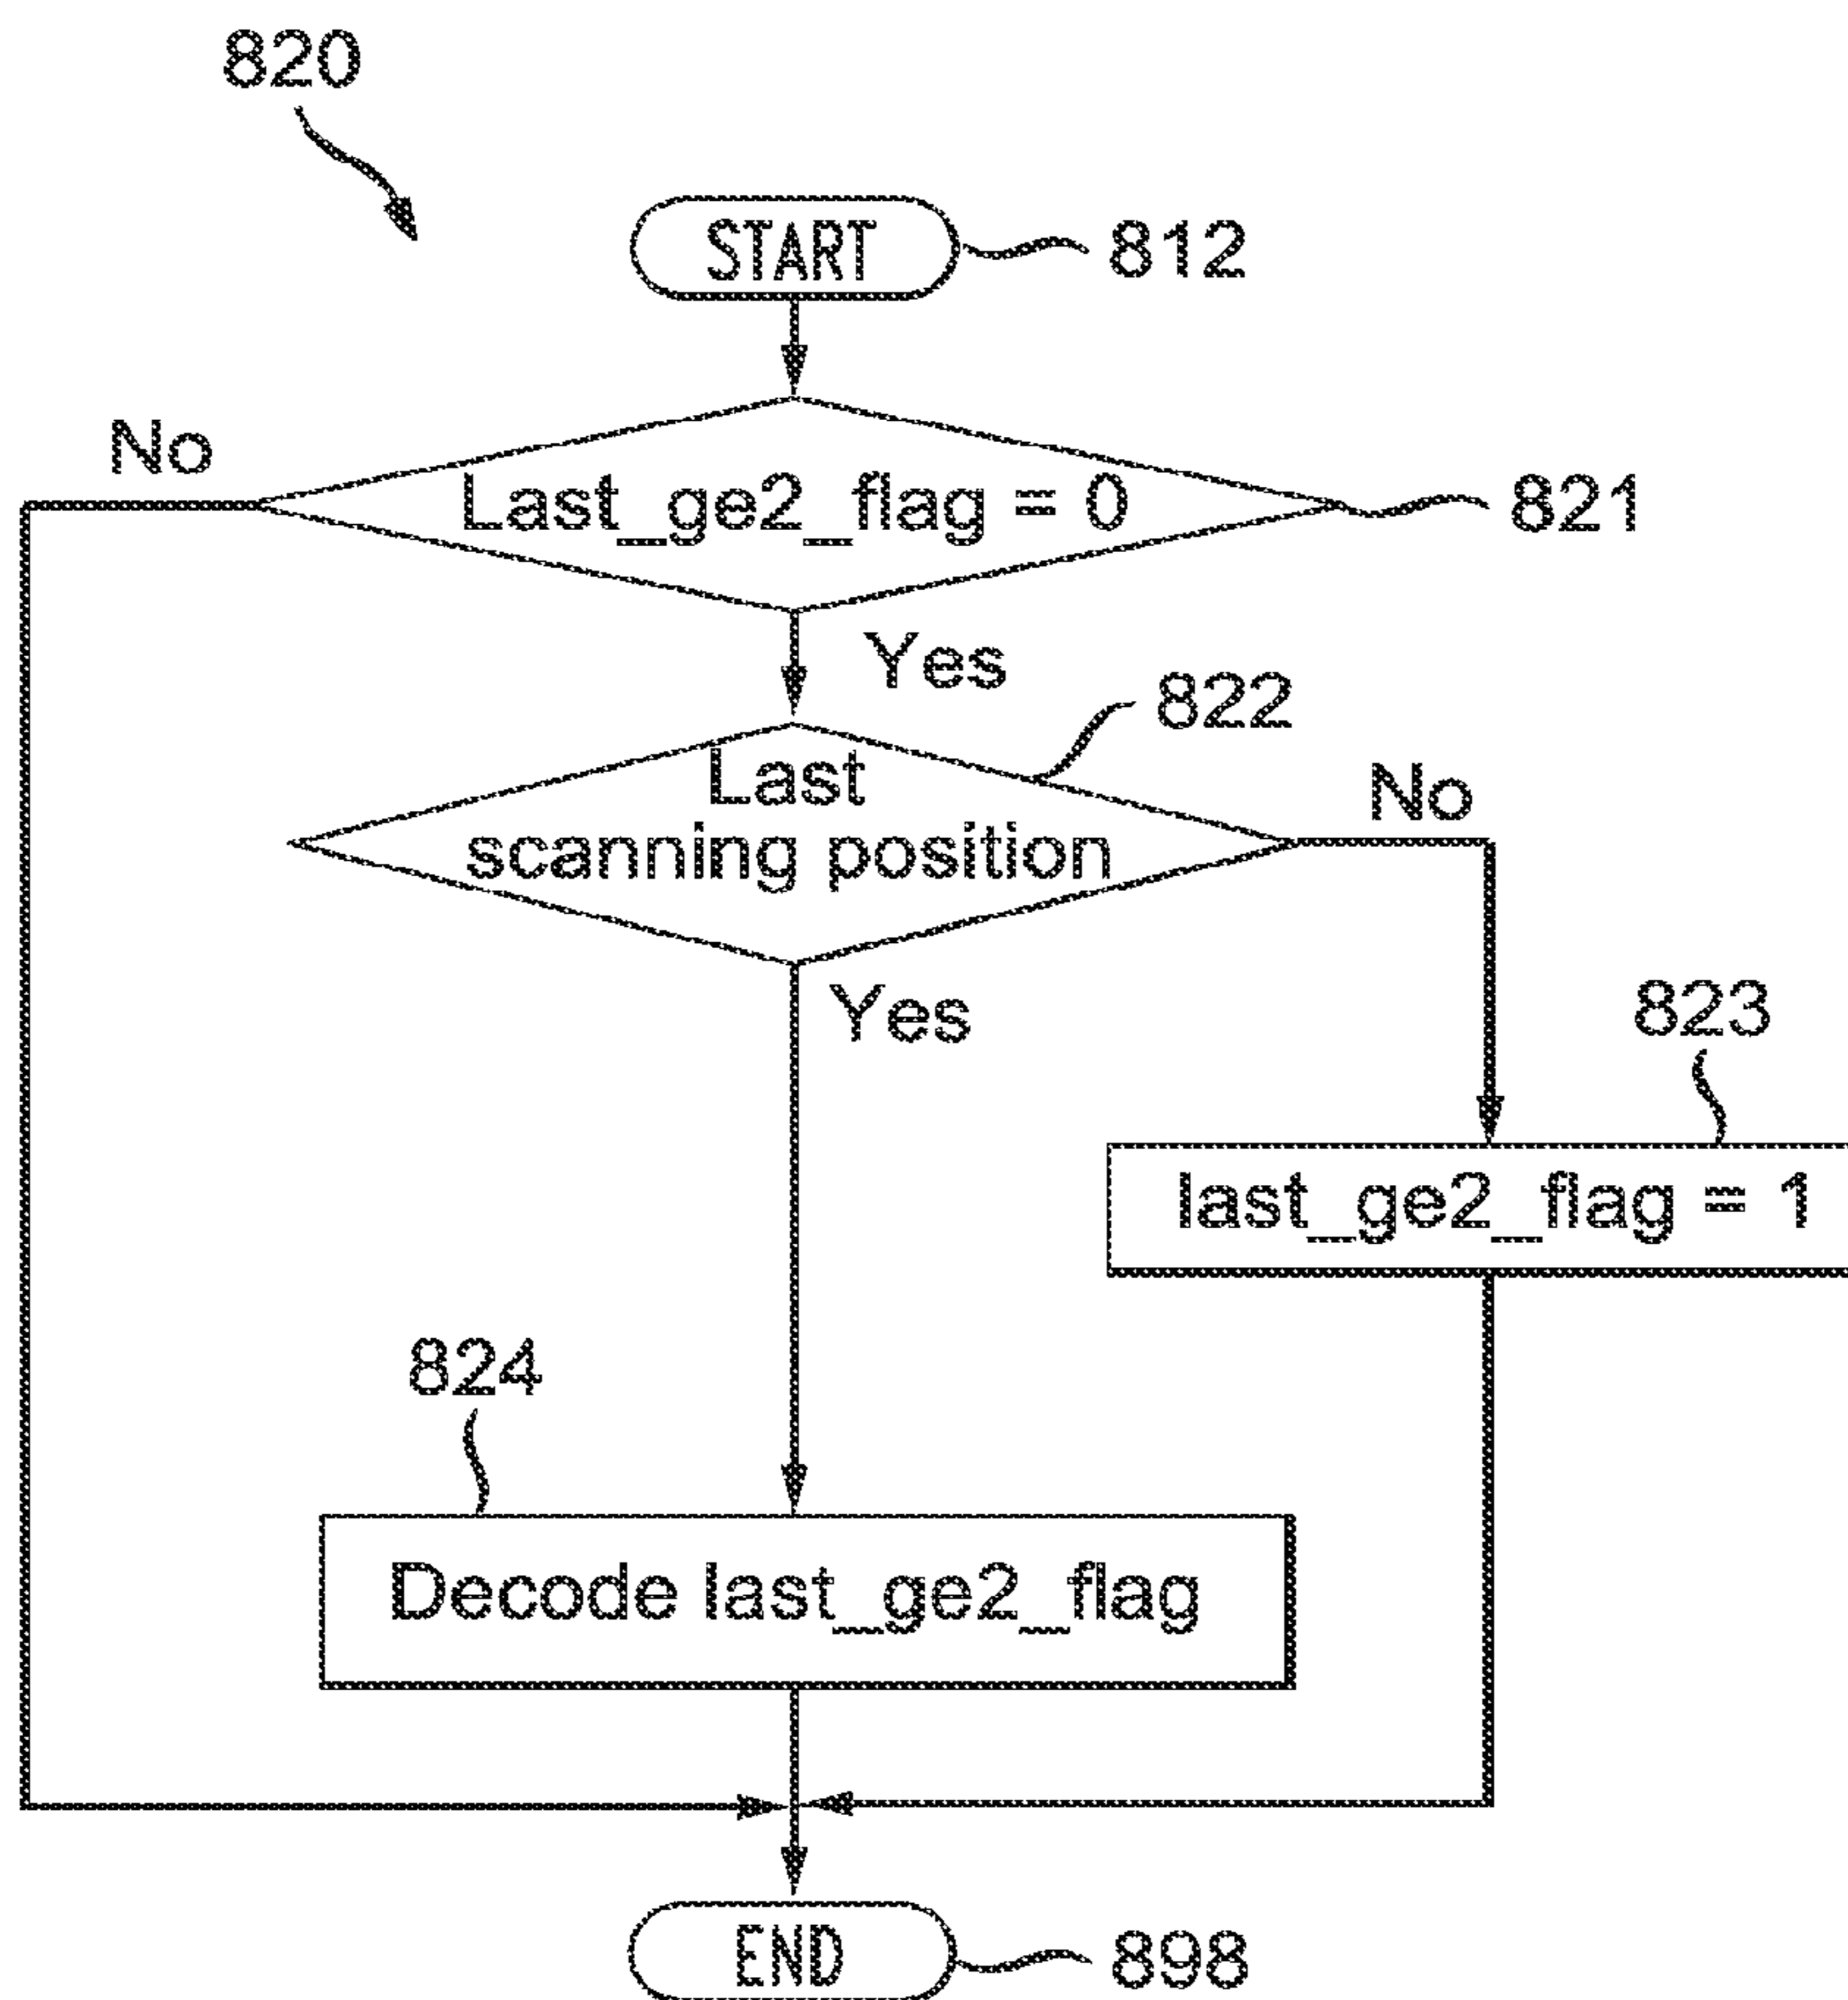 820
START
812
No
Last_ge2_flag = 0
821
Yes
822
Last
scanning position
No
Yes
823
last_ge2_flag = 1
824
Decode last_ge2_flag
END
898